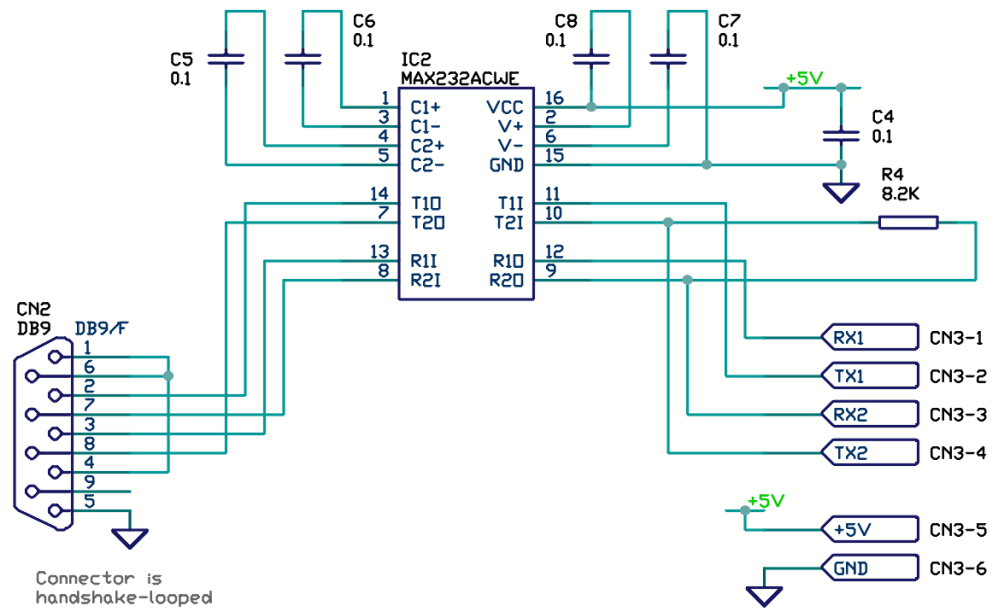 C5
0.1
C6
0.1
C8
0.1
C7
0.1
IC2
MAX232ACWE
+5V
C4
0.1
R4
8.2K
1 C1+ VCC 16
3 C1- V+ 2
4 C2+ V- 6
5 C2- GND 15
14 T1O T1I 11
7 T2O T2I 10
13 R1I R1O 12
8 R2I R2O 9
CN2
DB9 DB9/F
1
6
2
7
3
8
4
9
5
RX1 CN3-1
TX1 CN3-2
RX2 CN3-3
TX2 CN3-4
+5V
+5V CN3-5
GND CN3-6
Connector is
handshake-looped